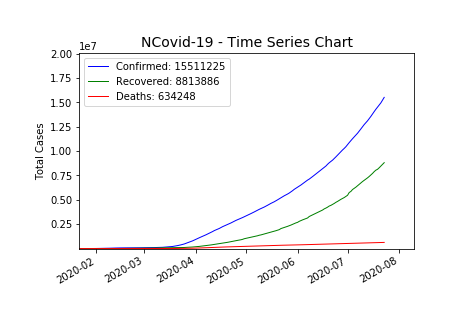 NCovid-19 - Time Series Chart
1e7
Confirmed: 15511225
Recovered: 8813886
Deaths: 634248
Total Cases
2.00
1.75
1.50
1.25
1.0
0.75
0.50
0.25
2020-02
2020-03
2020-04
2020-05
2020-06
2020-07
2020-08